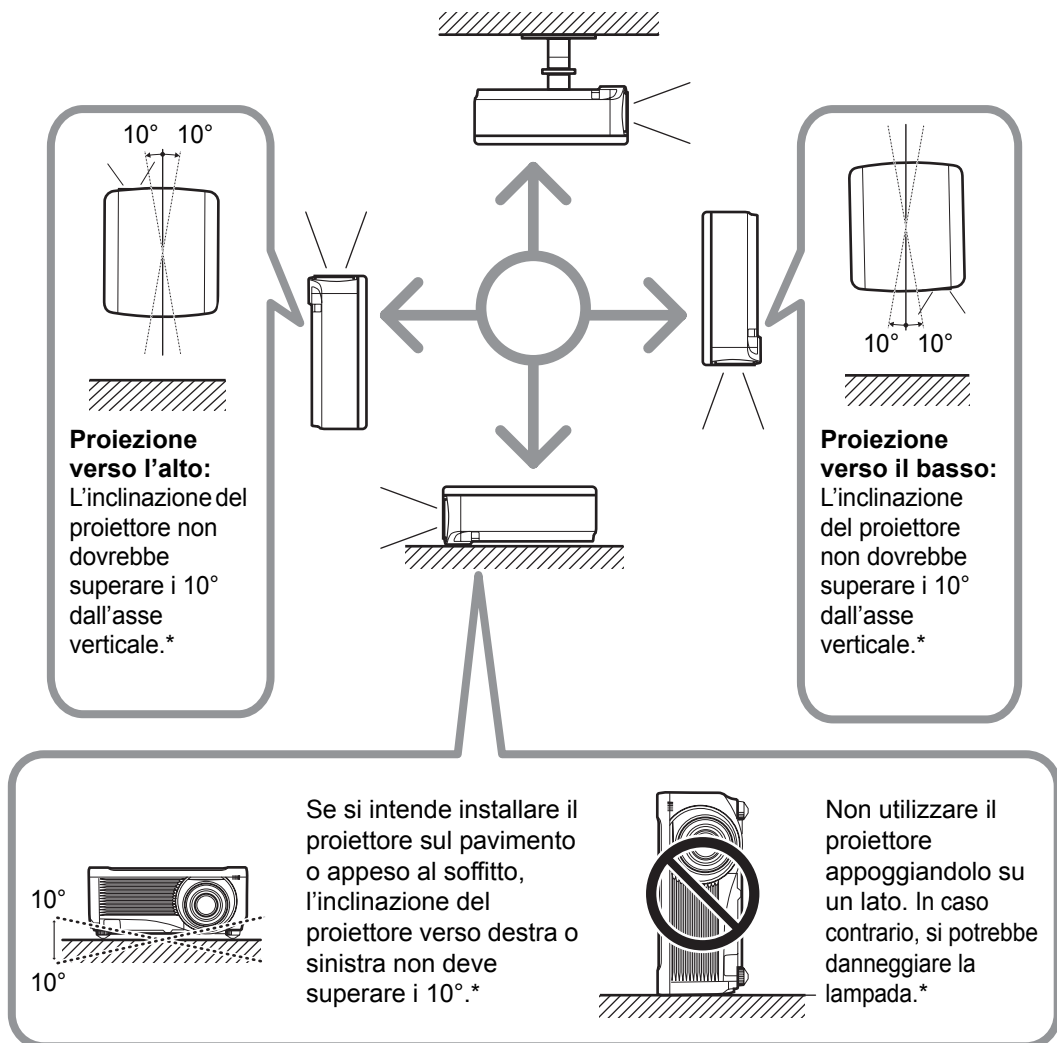 10° 10°
Proiezione
verso l'alto:
L'inclinazione del
proiettore non
dovrebbe
superare i 10°
dall'asse
verticale.*
10° 10°
Proiezione
verso il basso:
L'inclinazione
del proiettore
non dovrebbe
superare i 10°
dall'asse
verticale.*
10°
10°
Se si intende installare il
proiettore sul pavimento
o appeso al soffitto,
l'inclinazione del
proiettore verso destra o
sinistra non deve
superare i 10°.*
Non utilizzare il
proiettore
appoggiandolo su
un lato. In caso
contrario, si potrebbe
danneggiare la
lampada.*